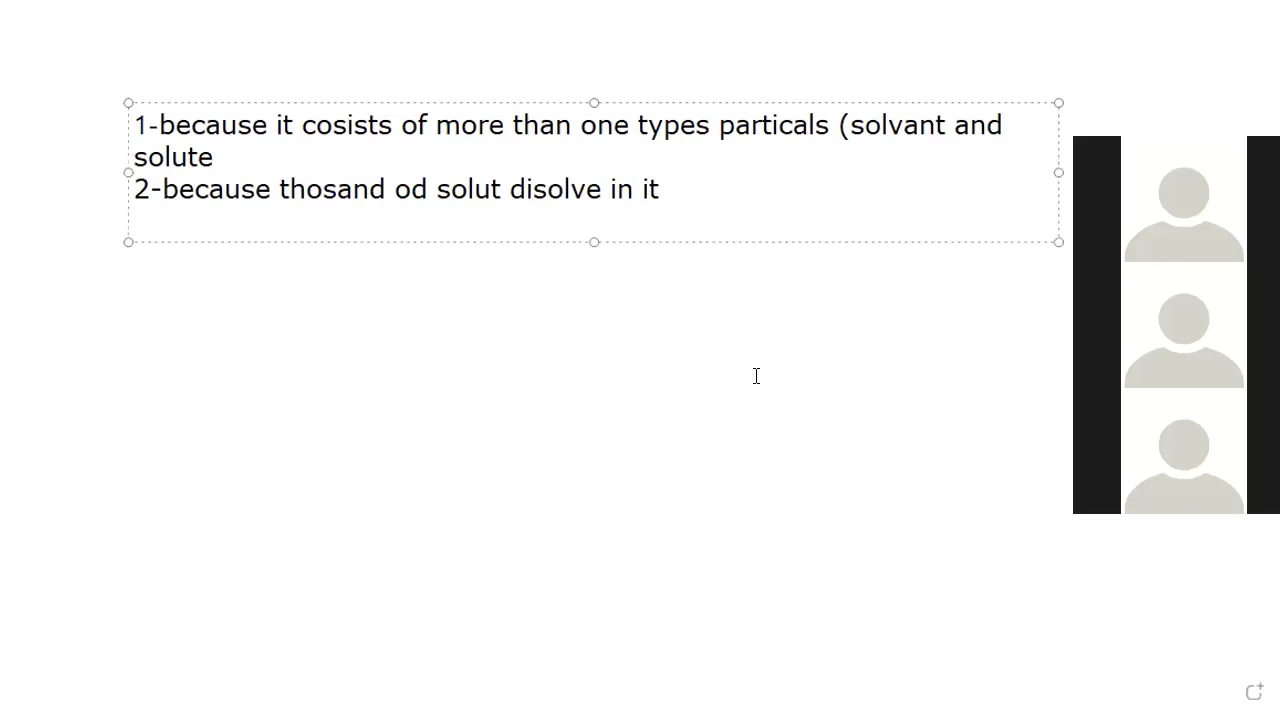 1-because it cosists of more than one types particals (solvant and
solute
2-because thosand od solut disolve in it